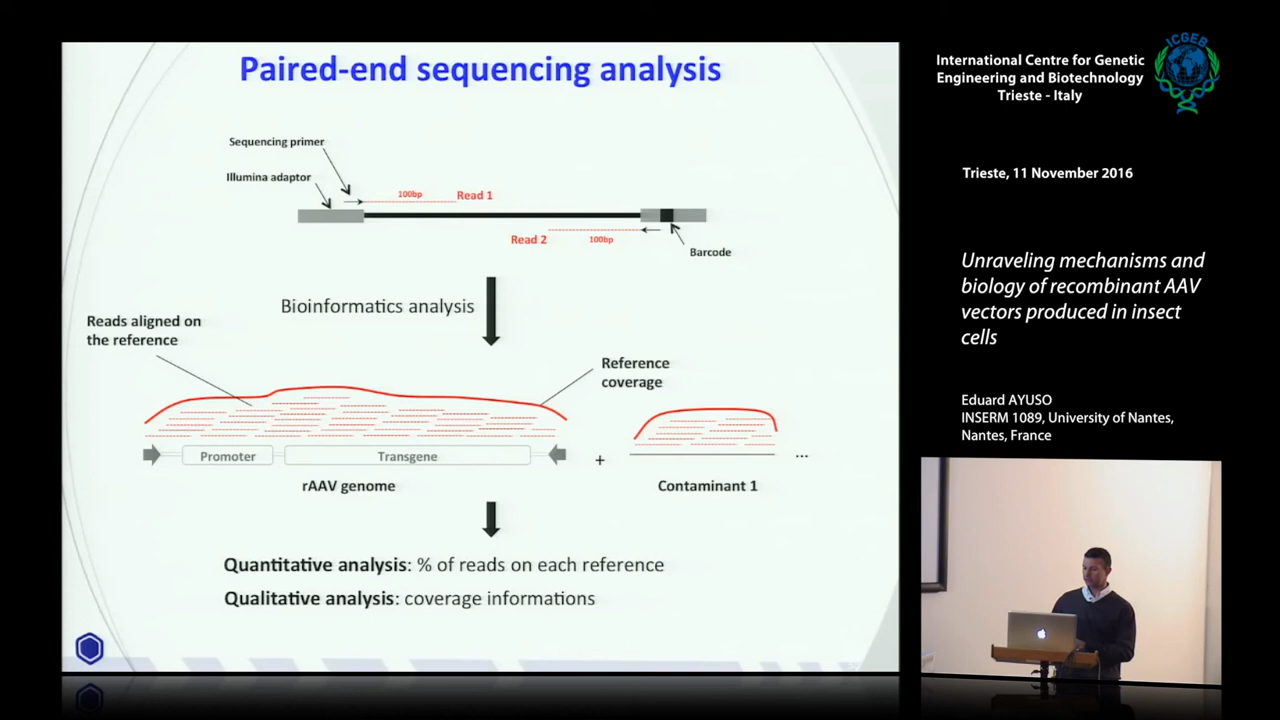 Paired-end sequencing analysis
Sequencing primer
Illumina adaptor
100bp
Read 1
Read 2
100bp
Barcode
Bioinformatics analysis
Reads aligned on
the reference
Reference
coverage
Promoter
Transgene
+
...
rAAV genome
Contaminant 1
Quantitative analysis: % of reads on each reference
Qualitative analysis: coverage informations
International Centre for Genetic
Engineering and Biotechnology
Trieste - Italy
ICGEB
Trieste, 11 November 2016
Unraveling mechanisms and
biology of recombinant AAV
vectors produced in insect
cells
Eduard AYUSO
INSERM 1089, University of Nantes,
Nantes, France